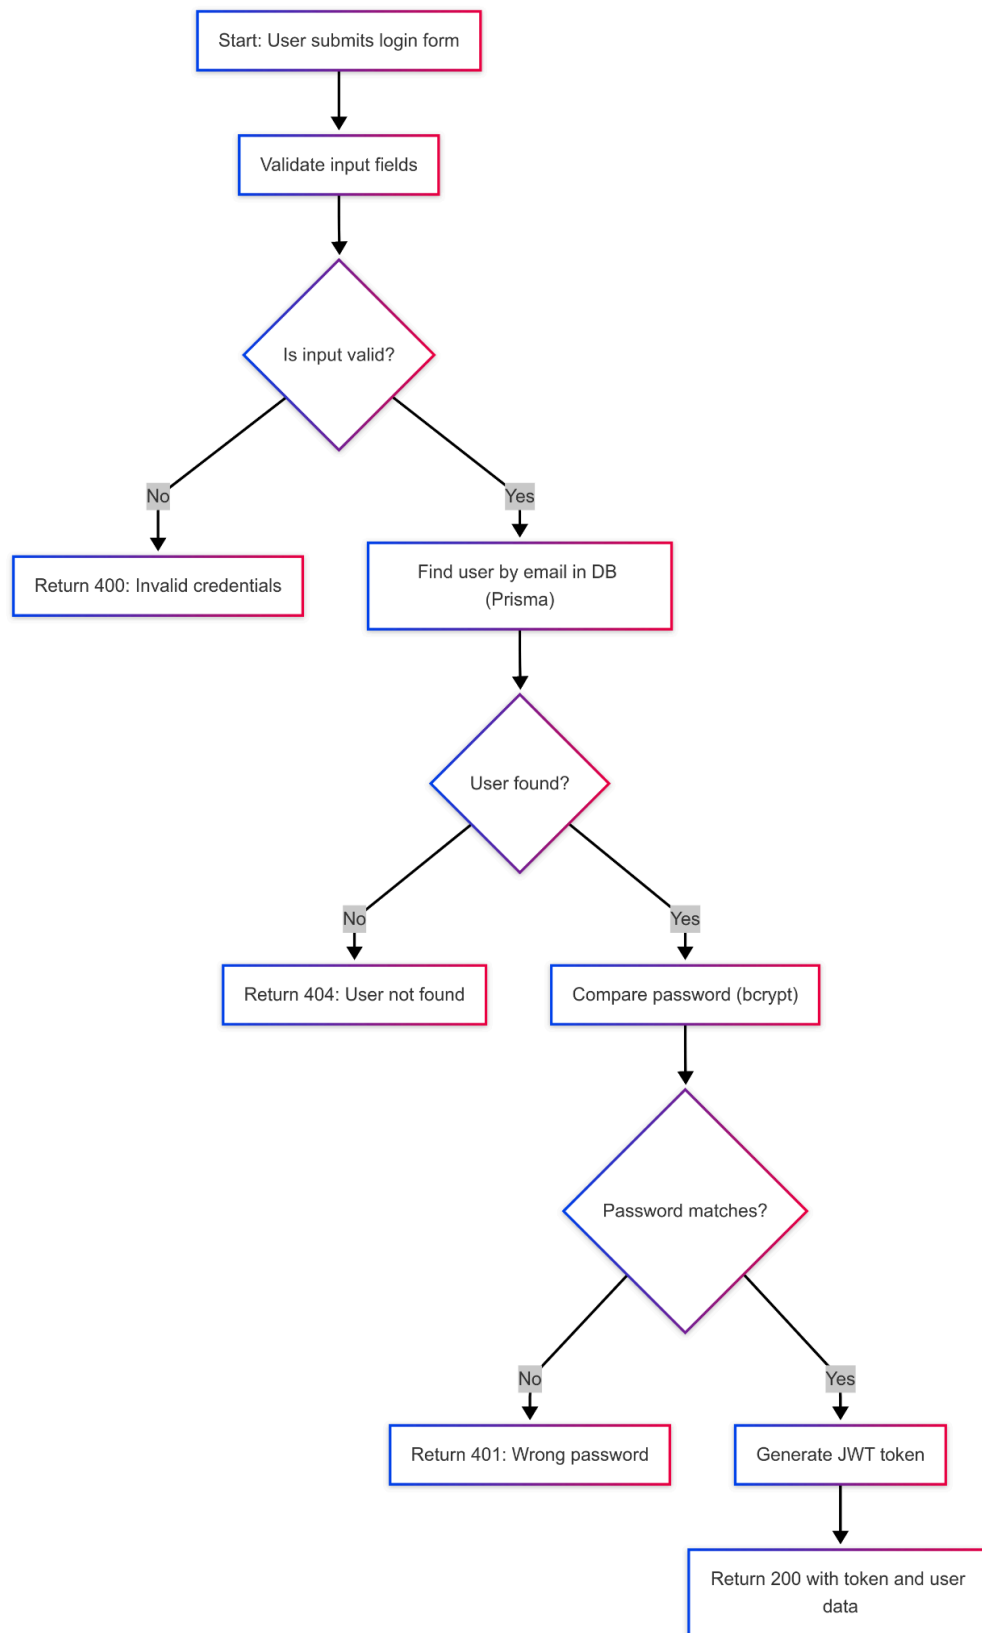 Start: User submits login form
Validate input fields
Is input valid?
No
Yes
Return 400: Invalid credentials
Find user by email in DB
(Prisma)
User found?
No
Yes
Return 404: User not found
Compare password (bcrypt)
Password matches?
No
Yes
Return 401: Wrong password
Generate JWT token
Return 200 with token and user
data